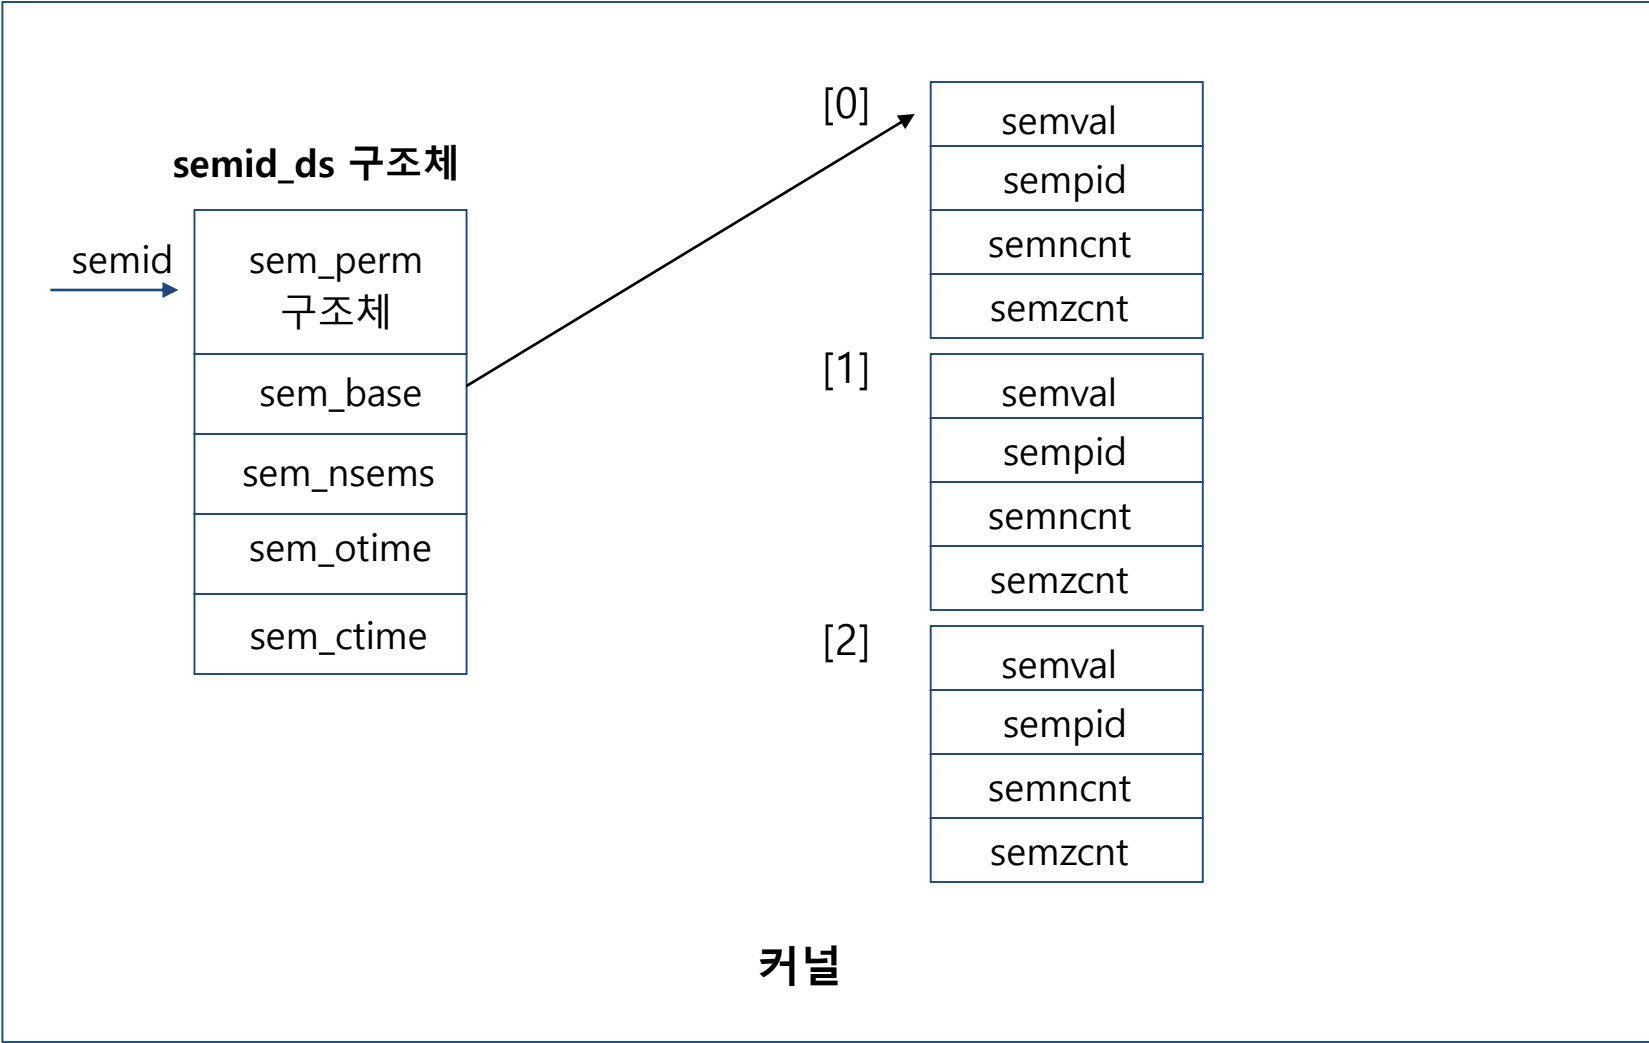 semid_ds 구조체
semid
sem_perm
구조체
sem_base
sem_nsems
sem_otime
sem_ctime
[0]
semval
sempid
semncnt
semzcnt
[1]
semval
sempid
semncnt
semzcnt
[2]
semval
sempid
semncnt
semzcnt
커널